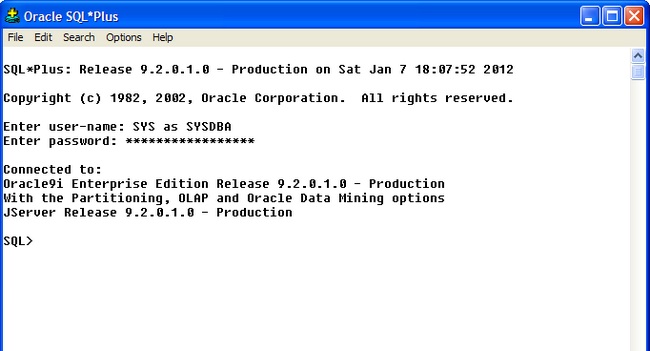 Oracle SQL*Plus
File Edit Search Options Help
SQL*Plus: Release 9.2.0.1.0 - Production on Sat Jan 7 18:07:52 2012
Copyright (c) 1982, 2002, Oracle Corporation.  All rights reserved.
Enter user-name: SYS as SYSDBA
Enter password: *****************
Connected to:
Oracle9i Enterprise Edition Release 9.2.0.1.0 - Production
With the Partitioning, OLAP and Oracle Data Mining options
JServer Release 9.2.0.1.0 - Production
SQL>